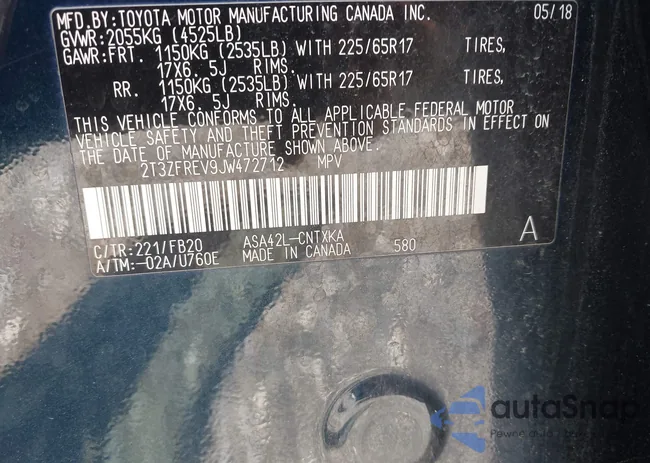 MFD.BY:TOYOTA MOTOR MANUFACTURING CANADA INC. 05/18
GVWR:2055KG (4525LB)
GAWR:FRT. 1150KG (2535LB) WITH 225/65R17 TIRES,
17X6. 5J RIMS.
RR. 1150KG (2535LB) WITH 225/65R17 TIRES,
17X6. 5J RIMS.
THIS VEHICLE CONFORMS TO ALL APPLICABLE FEDERAL MOTOR
VEHICLE SAFETY AND THEFT PREVENTION STANDARDS IN EFFECT ON
THE DATE OF MANUFACTURE SHOWN ABOVE.
2T3ZFREV9JW472712 MPV
A
C/TR:221/FB20 ASA42L-CNTXKA
A/TM:-02A/U760E MADE IN CANADA 580
autaSnap